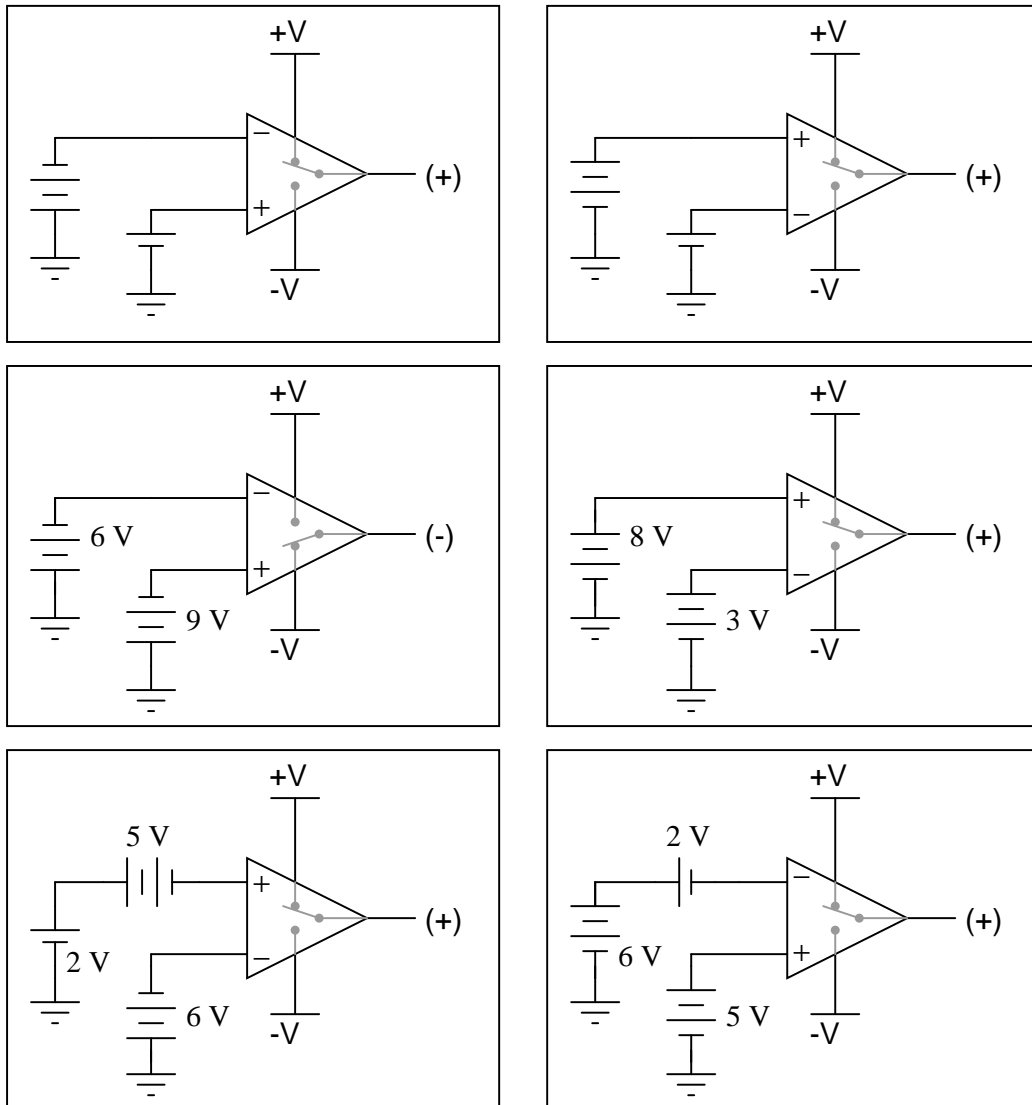 +V
−
(+)
+
-V
+V
+
(+)
−
-V
+V
−
6 V
(-)
+
9 V
-V
+V
+
8 V
(+)
−
3 V
-V
+V
5 V
+
(+)
2 V
−
6 V
-V
+V
2 V
−
(+)
6 V
+
5 V
-V